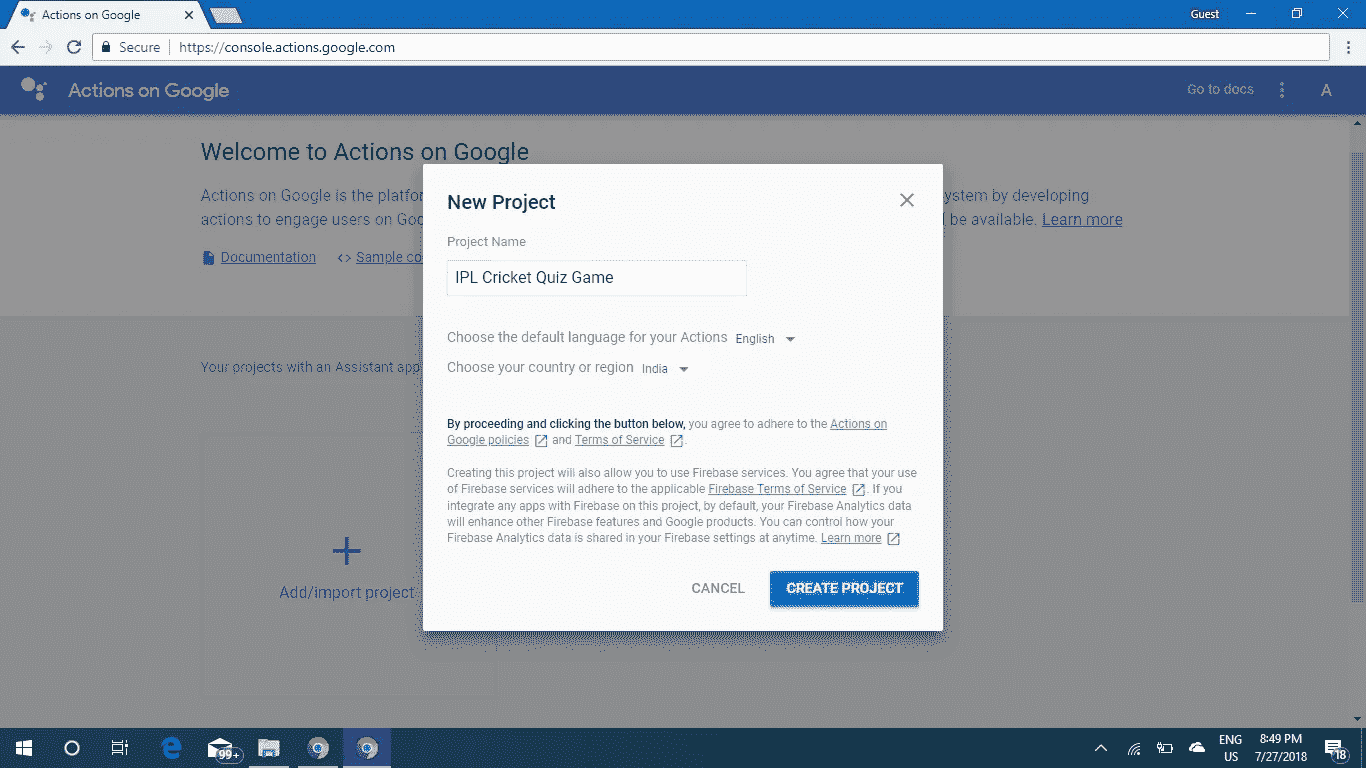 Actions on Google
Guest
Secure
https://console.actions.google.com
Actions on Google
Go to docs
A
Welcome to Actions on Google
Actions on Google is the platfor
ystem by developing
actions to engage users on Goo
l be available. Learn more
Documentation
<> Sample co
Your projects with an Assistant app
Add/import project
New Project
Project Name
IPL Cricket Quiz Game
Choose the default language for your Actions English
Choose your country or region India
By proceeding and clicking the button below, you agree to adhere to the Actions on
Google policies and Terms of Service .
Creating this project will also allow you to use Firebase services. You agree that your use
of Firebase services will adhere to the applicable Firebase Terms of Service . If you
integrate any apps with Firebase on this project, by default, your Firebase Analytics data
will enhance other Firebase features and Google products. You can control how your
Firebase Analytics data is shared in your Firebase settings at anytime. Learn more
CANCEL
CREATE PROJECT
99+
ENG
US
8:49 PM
7/27/2018
18